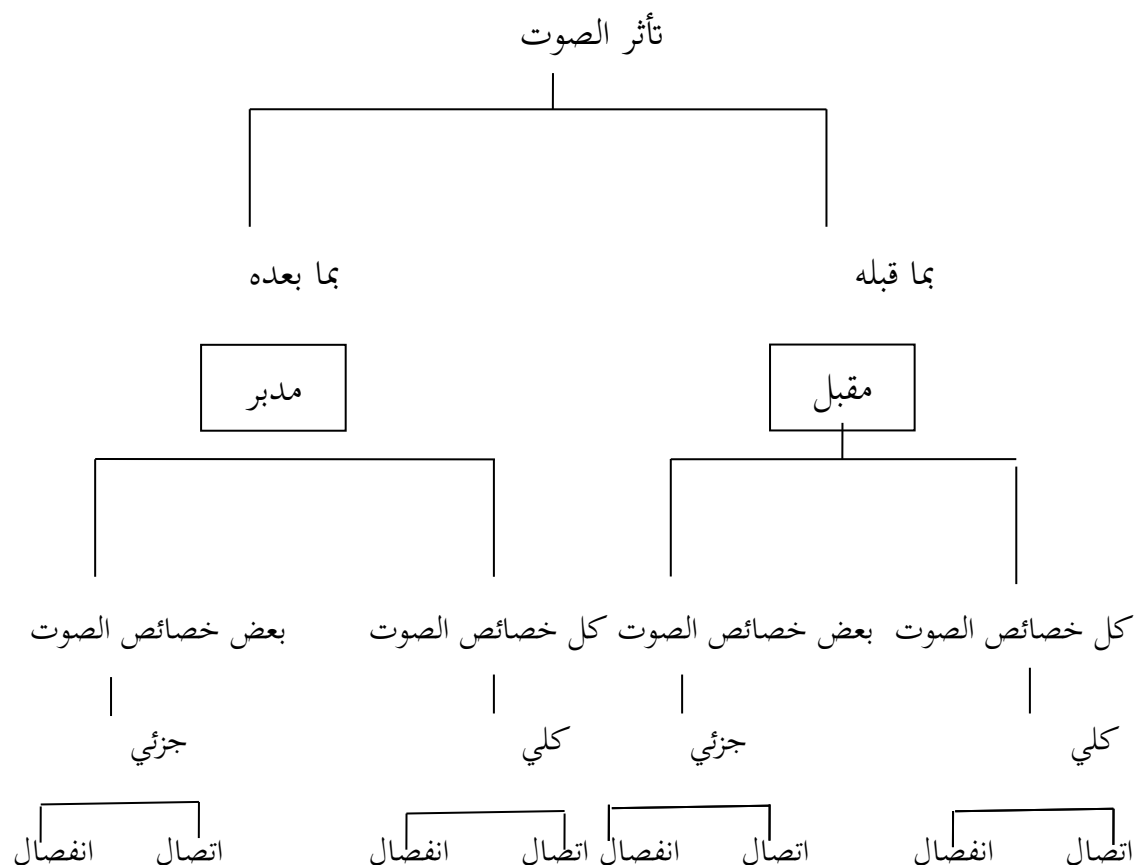 تأثر الصوت
بما قبله بما بعده
مقبل مدبر
كل خصائص الصوت بعض خصائص الصوت كل خصائص الصوت بعض خصائص الصوت
كلي جزئي كلي جزئي
اتصال انفصال اتصال انفصال اتصال انفصال اتصال انفصال